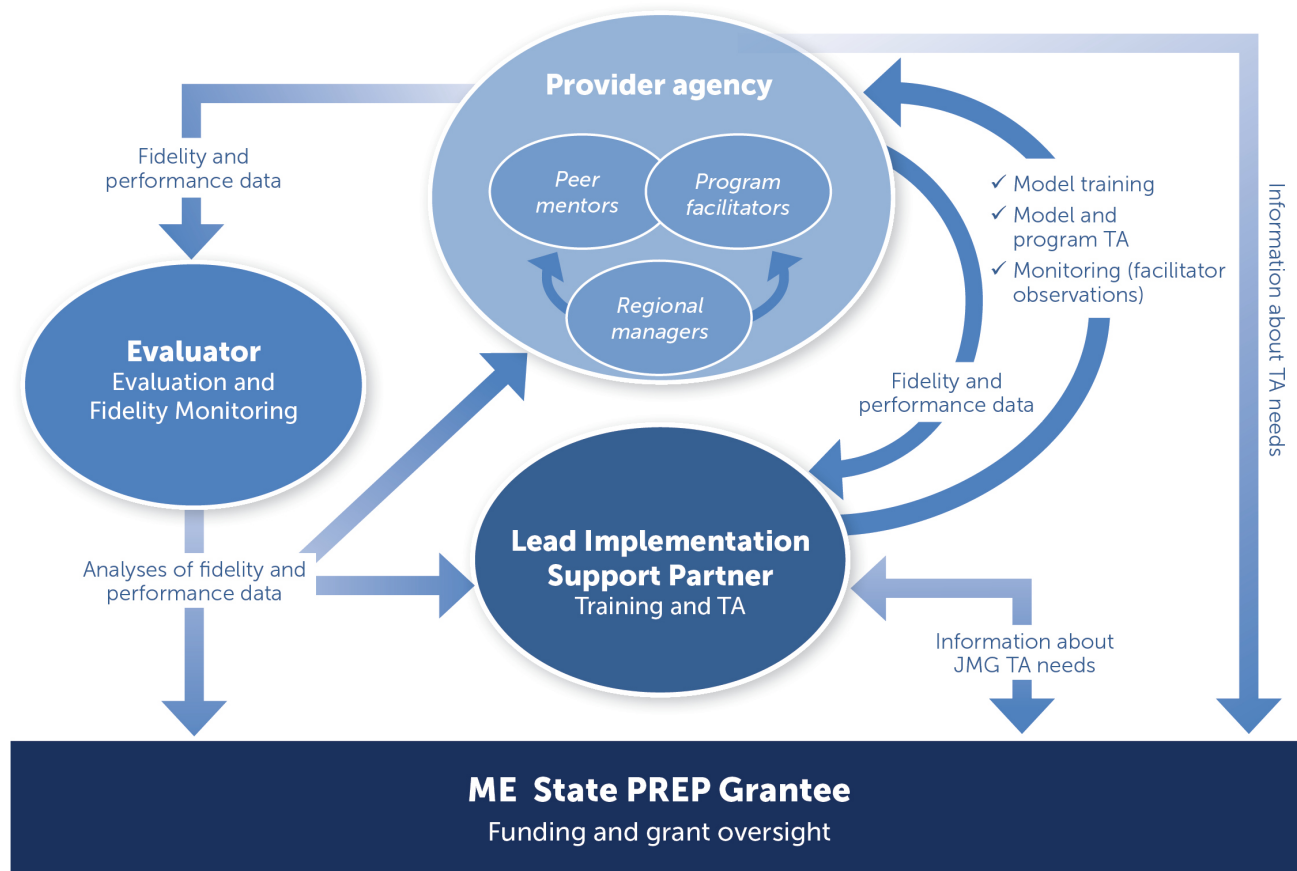 Provider agency
Peer
mentors
Program
facilitators
Regional
managers
Fidelity and
performance data
✓ Model training
✓ Model and
program TA
✓ Monitoring (facilitator
observations)
Information about TA needs
Evaluator
Evaluation and
Fidelity Monitoring
Fidelity and
performance data
Lead Implementation
Support Partner
Training and TA
Analyses of fidelity and
performance data
Information about
JMG TA needs
ME State PREP Grantee
Funding and grant oversight